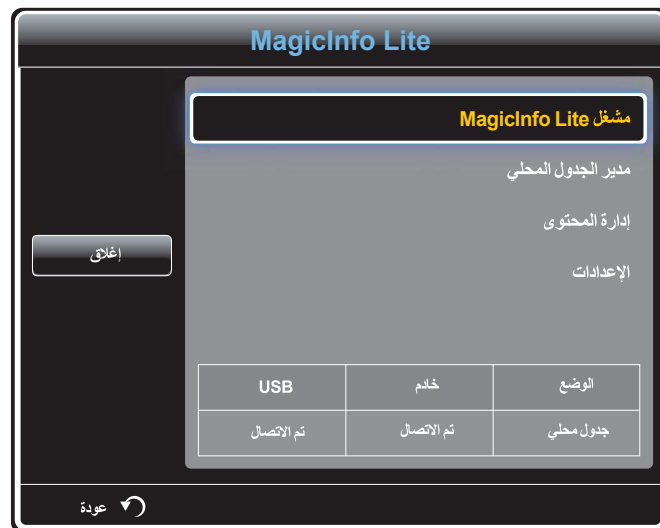 MagicInfo Lite
مشغل MagicInfo Lite
مدير الجدول المحلي
إدارة المحتوى
الإعدادات
إغلاق
الوضع خادم USB
جدول محلي تم الاتصال تم الاتصال
عودة